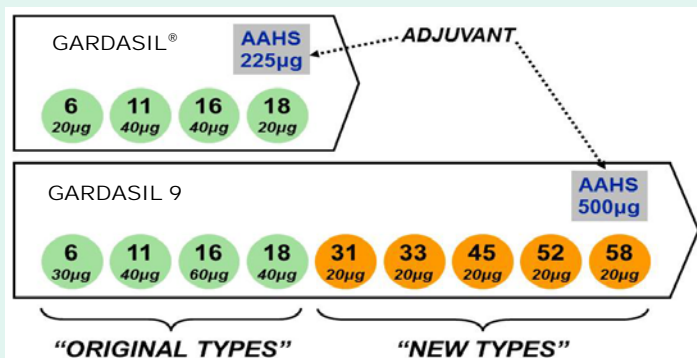 GARDASIL®
AAHS
225µg
ADJUVANT
6 11 16 18
20µg 40µg 40µg 20µg
GARDASIL 9
AAHS
500µg
6 11 16 18 31 33 45 52 58
30µg 40µg 60µg 40µg 20µg 20µg 20µg 20µg 20µg
“ORIGINAL TYPES” “NEW TYPES”